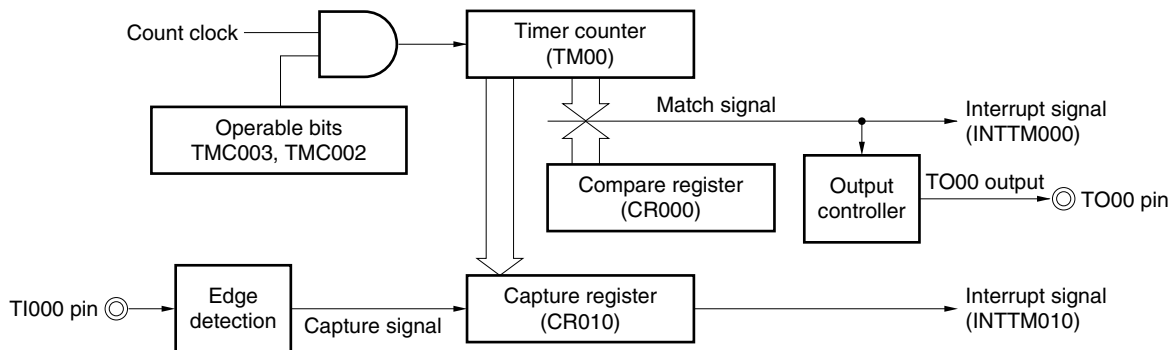 Count clock
Timer counter
(TM00)
Operable bits
TMC003, TMC002
Match signal
Interrupt signal
(INTTM000)
Compare register
(CR000)
Output
controller
TO00 output
TO00 pin
TI000 pin
Edge
detection
Capture signal
Capture register
(CR010)
Interrupt signal
(INTTM010)